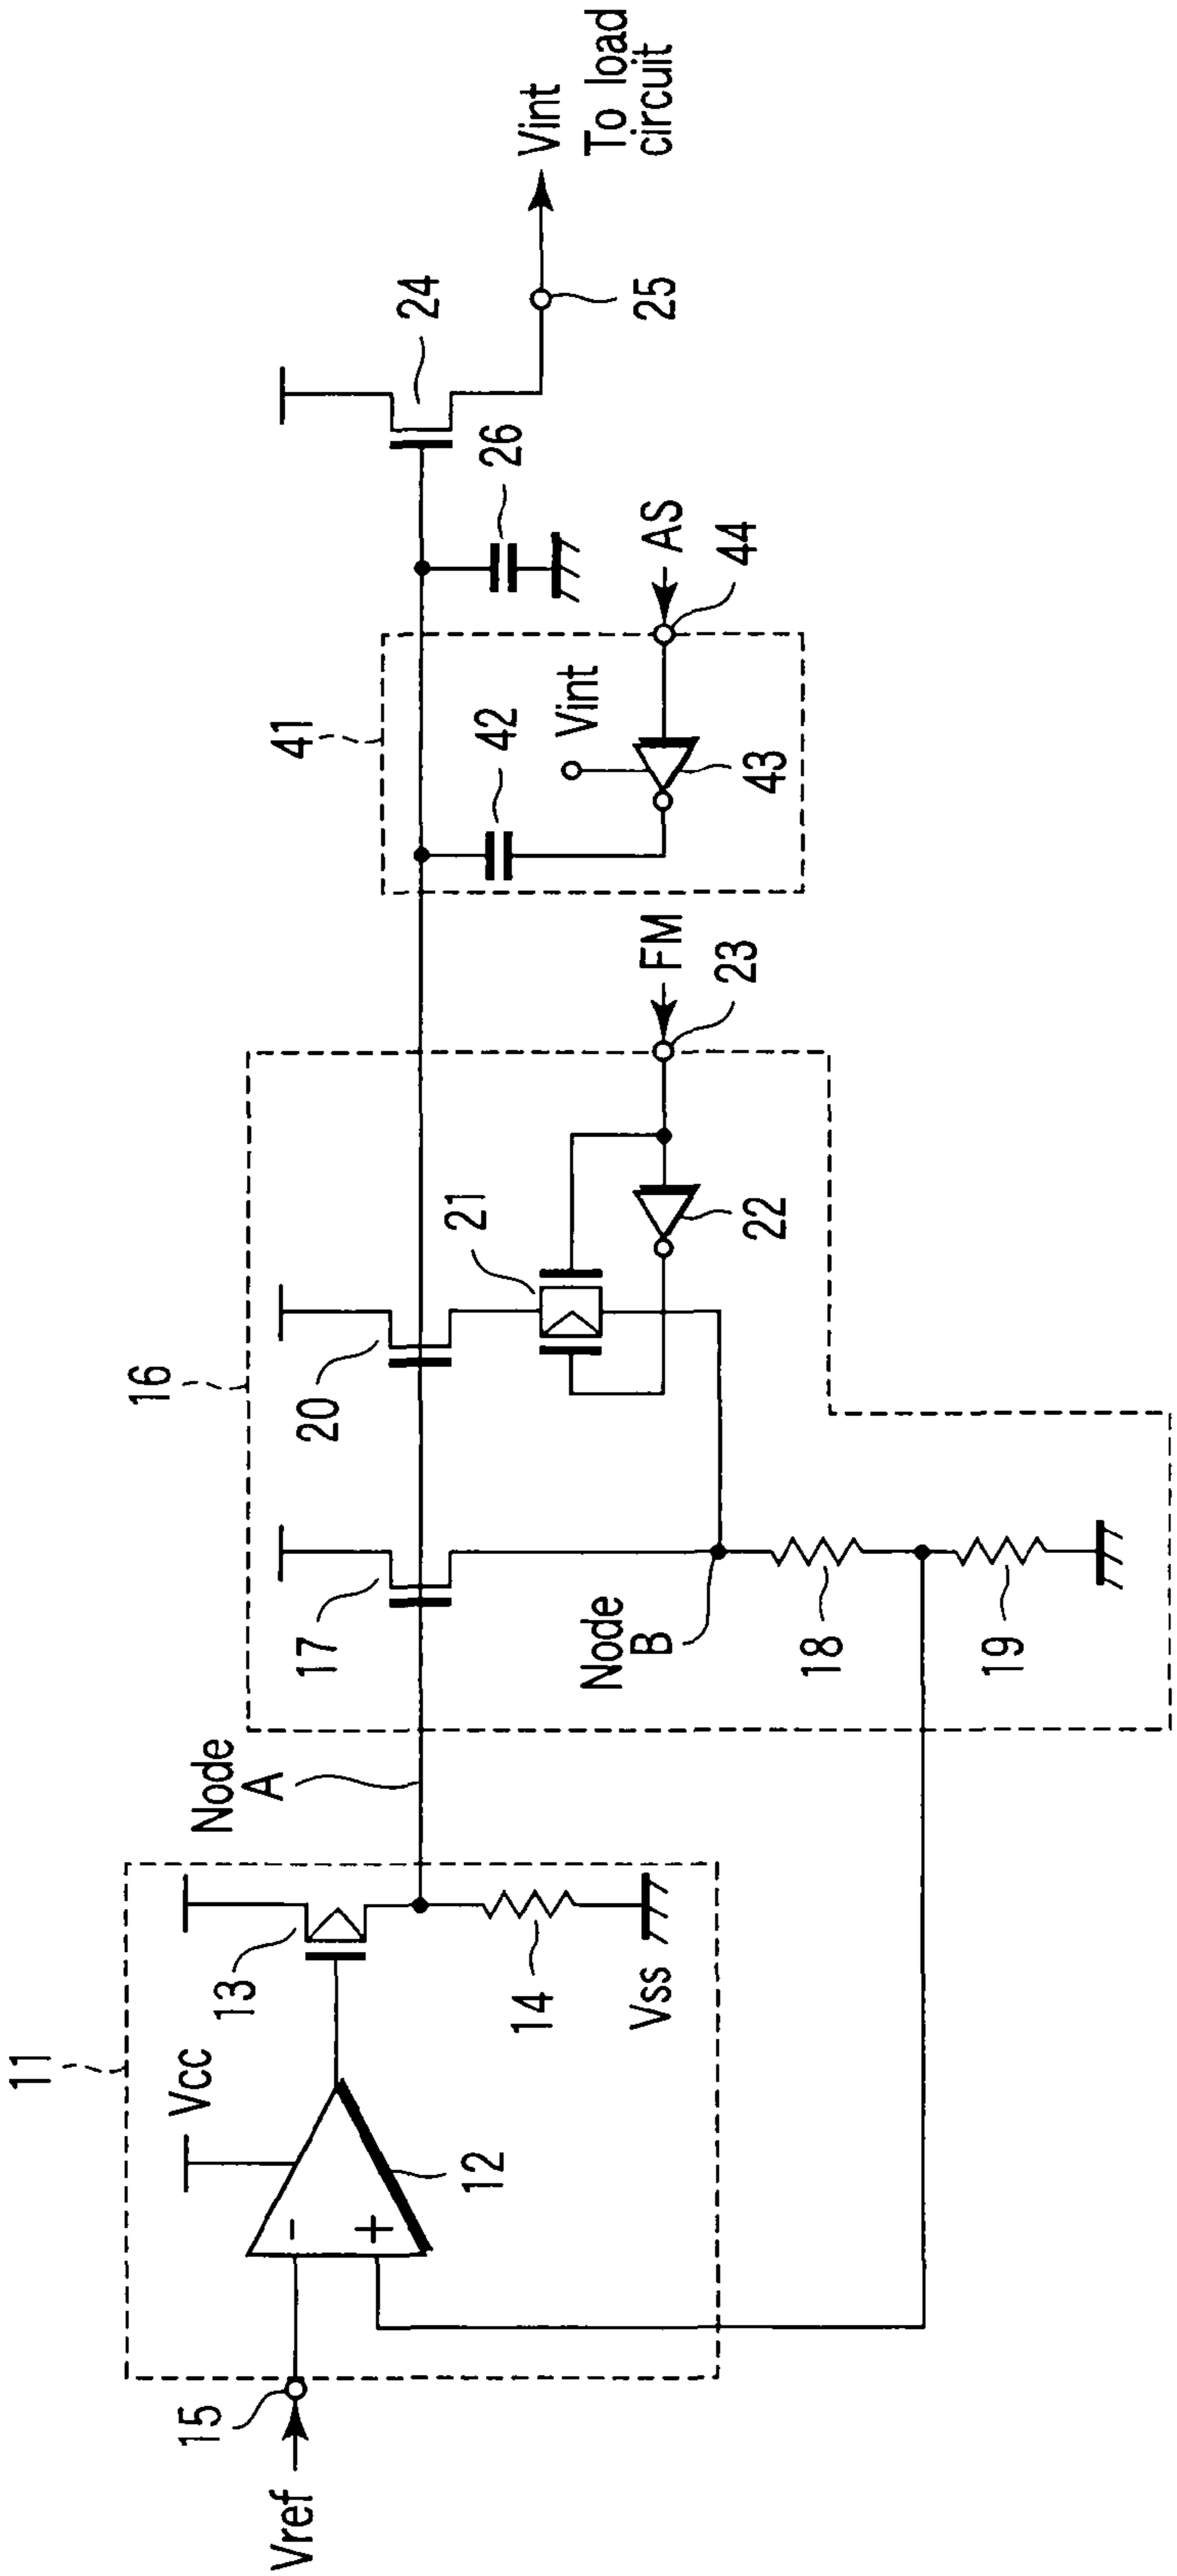 Vref
15
11
Vcc
-
+
12
13
14
Vss
Node
A
16
17
20
21
22
FM
23
Node
B
18
19
41
42
Vint
43
AS
44
26
24
25
Vint
To load
circuit